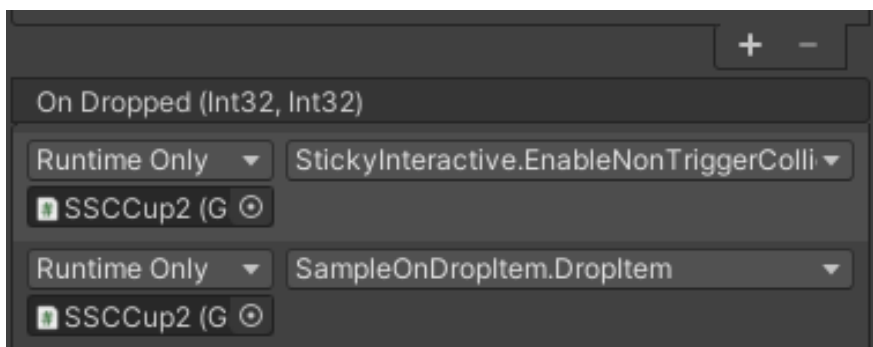 On Dropped (Int32, Int32)
Runtime Only StickyInteractive.EnableNonTriggerColli
SSCCup2 (G
Runtime Only SampleOnDropItem.DropItem
SSCCup2 (G